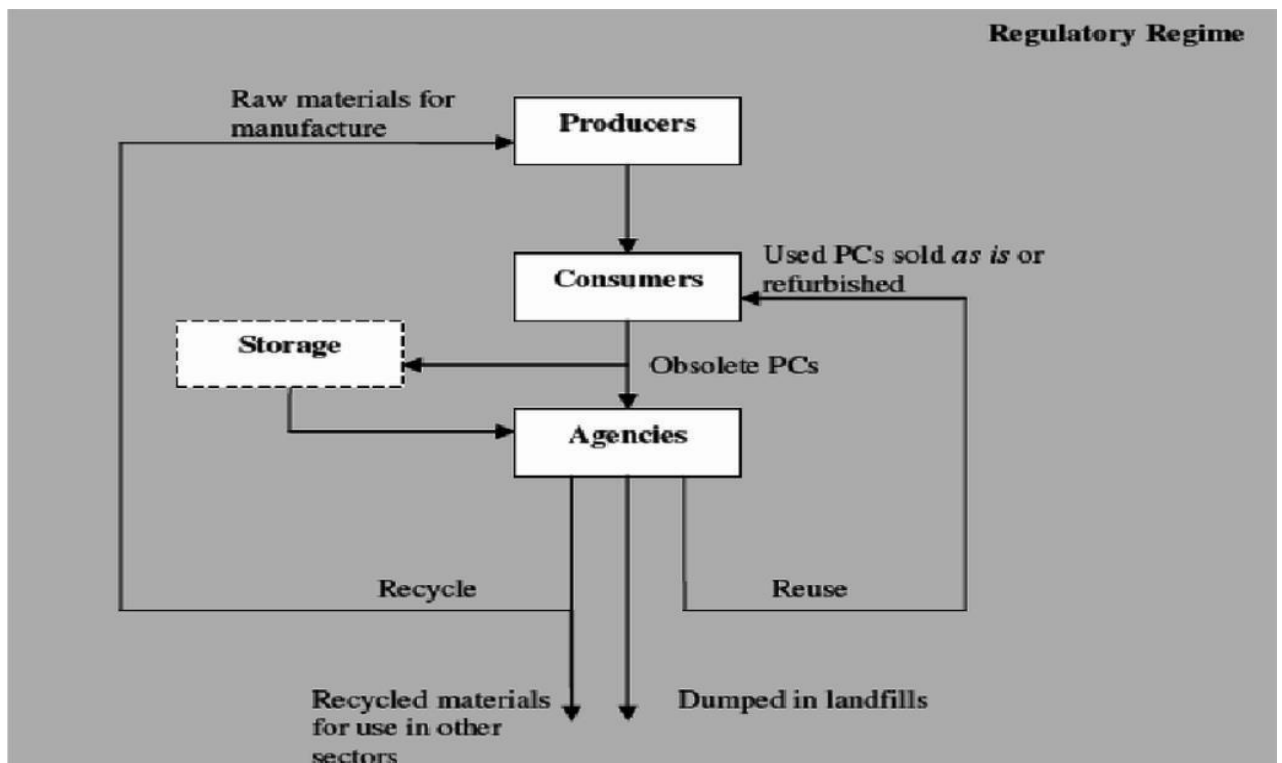 Regulatory Regime
Raw materials for
manufacture
Producers
Used PCs sold as is or
refurbished
Consumers
Storage
Obsolete PCs
Agencies
Recycle
Reuse
Recycled materials
for use in other
sectors
Dumped in landfills